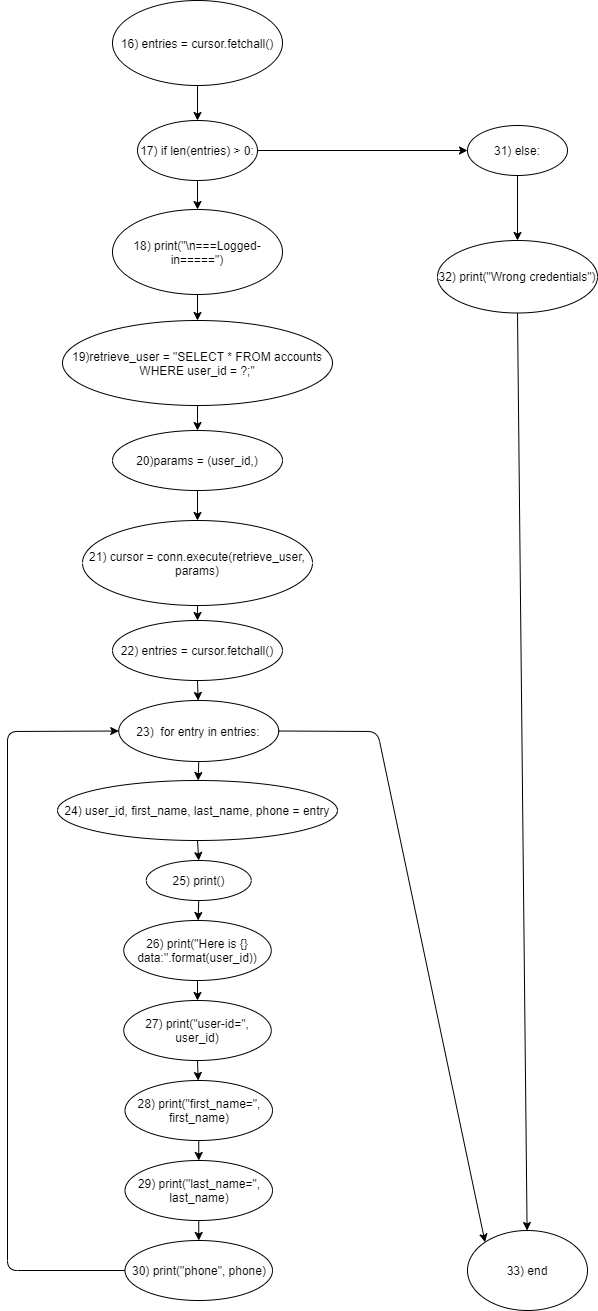 16) entries = cursor.fetchall()
17) if len(entries) > 0:
31) else:
18) print("\n===Logged-
in=====")
32) print("Wrong credentials")
19)retrieve_user = "SELECT * FROM accounts
WHERE user_id = ?;"
20)params = (user_id,)
21) cursor = conn.execute(retrieve_user,
params)
22) entries = cursor.fetchall()
23)  for entry in entries:
24) user_id, first_name, last_name, phone = entry
25) print()
26) print("Here is {}
data:".format(user_id))
27) print("user-id=",
user_id)
28) print("first_name=",
first_name)
29) print("last_name=",
last_name)
30) print("phone", phone)
33) end